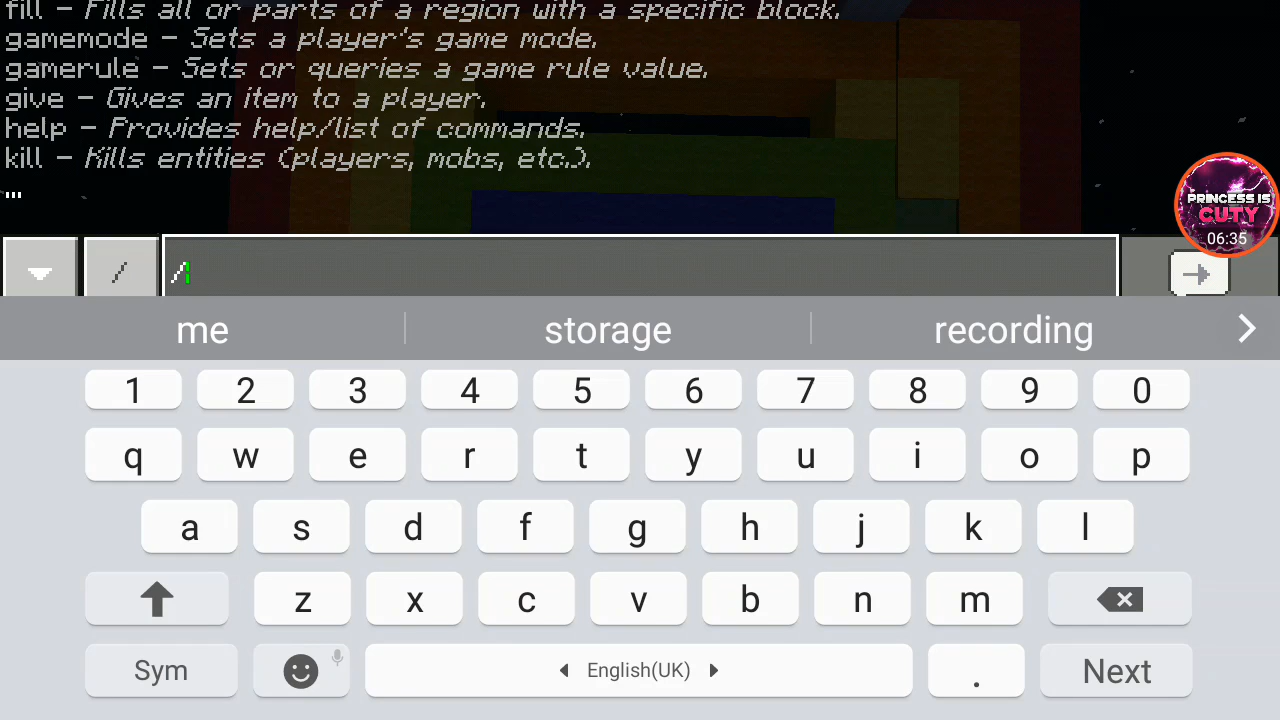 fill – Fills all or parts of a region with a specific block.
gamemode – Sets a player's game mode.
gamerule – Sets or queries a game rule value.
give – Gives an item to a player.
help – Provides help/list of commands.
kill – Kills entities (players, mobs, etc.).
...
PRINCESS IS
CUTY
06:35
/ /
me storage recording
1 2 3 4 5 6 7 8 9 0
q w e r t y u i o p
a s d f g h j k l
z x c v b n m
Sym English(UK) . Next